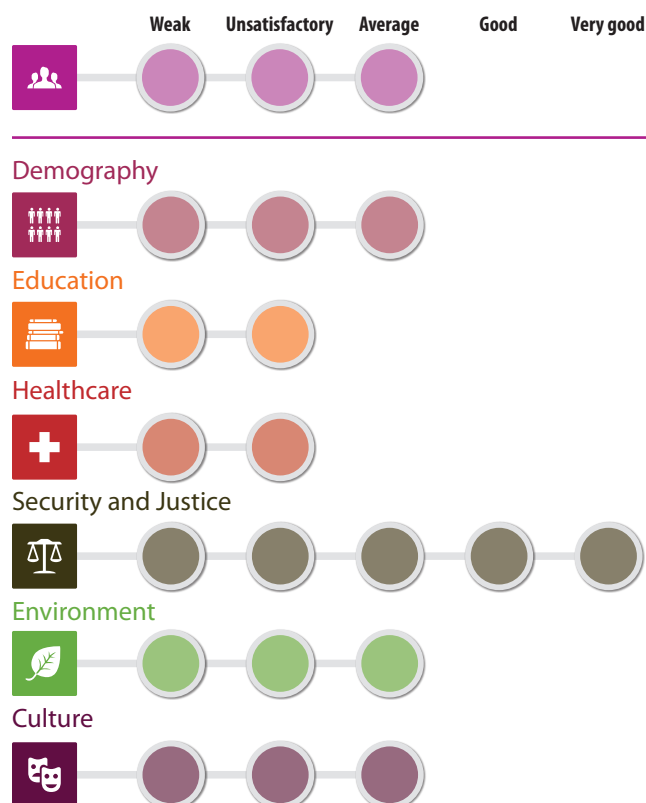 Weak Unsatisfactory Average Good Very good
Demography
Education
Healthcare
Security and Justice
Environment
Culture